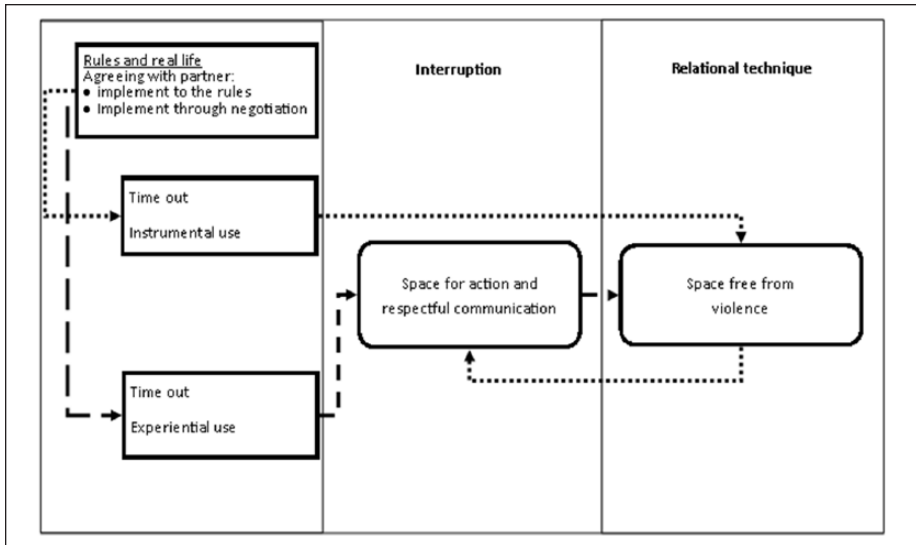 Rules and real life
Agreeing with partner:
● implement to the rules
● Implement through negotiation
Interruption
Relational technique
Time out
Instrumental use
Space for action and
respectful communication
Space free from
violence
Time out
Experiential use